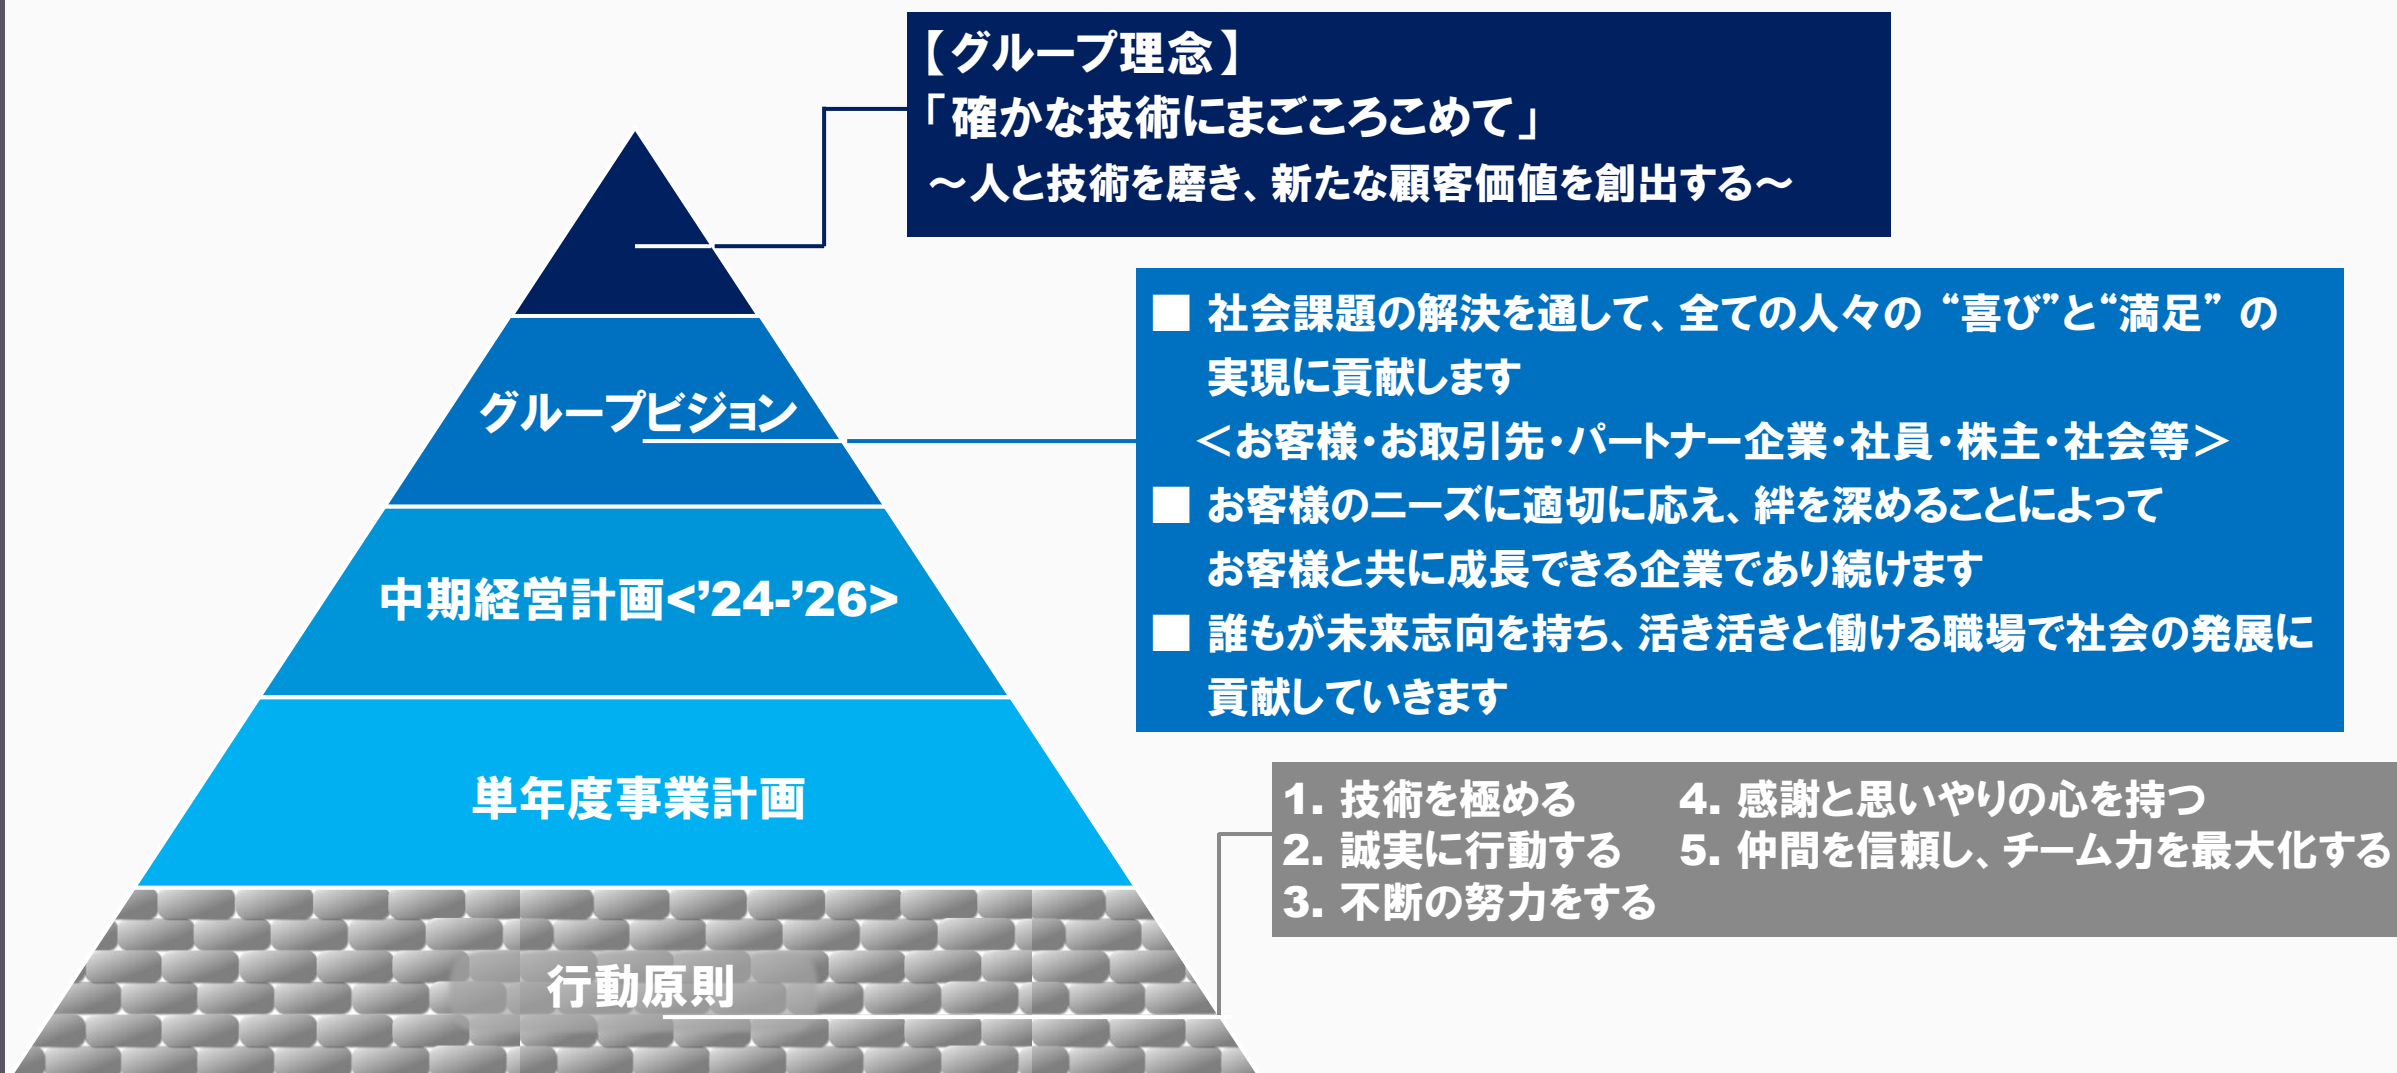 【グループ理念】
「確かな技術にまごころこめて」
～人と技術を磨き、新たな顧客価値を創出する～
グループビジョン
■ 社会課題の解決を通して、全ての人々の “喜び”と“満足” の
実現に貢献します
＜お客様・お取引先・パートナー企業・社員・株主・社会等＞
■ お客様のニーズに適切に応え、絆を深めることによって
お客様と共に成長できる企業であり続けます
■ 誰もが未来志向を持ち、活き活きと働ける職場で社会の発展に
貢献していきます
中期経営計画<’24-’26>
単年度事業計画
行動原則
1. 技術を極める
2. 誠実に行動する
3. 不断の努力をする
4. 感謝と思いやりの心を持つ
5. 仲間を信頼し、チーム力を最大化する